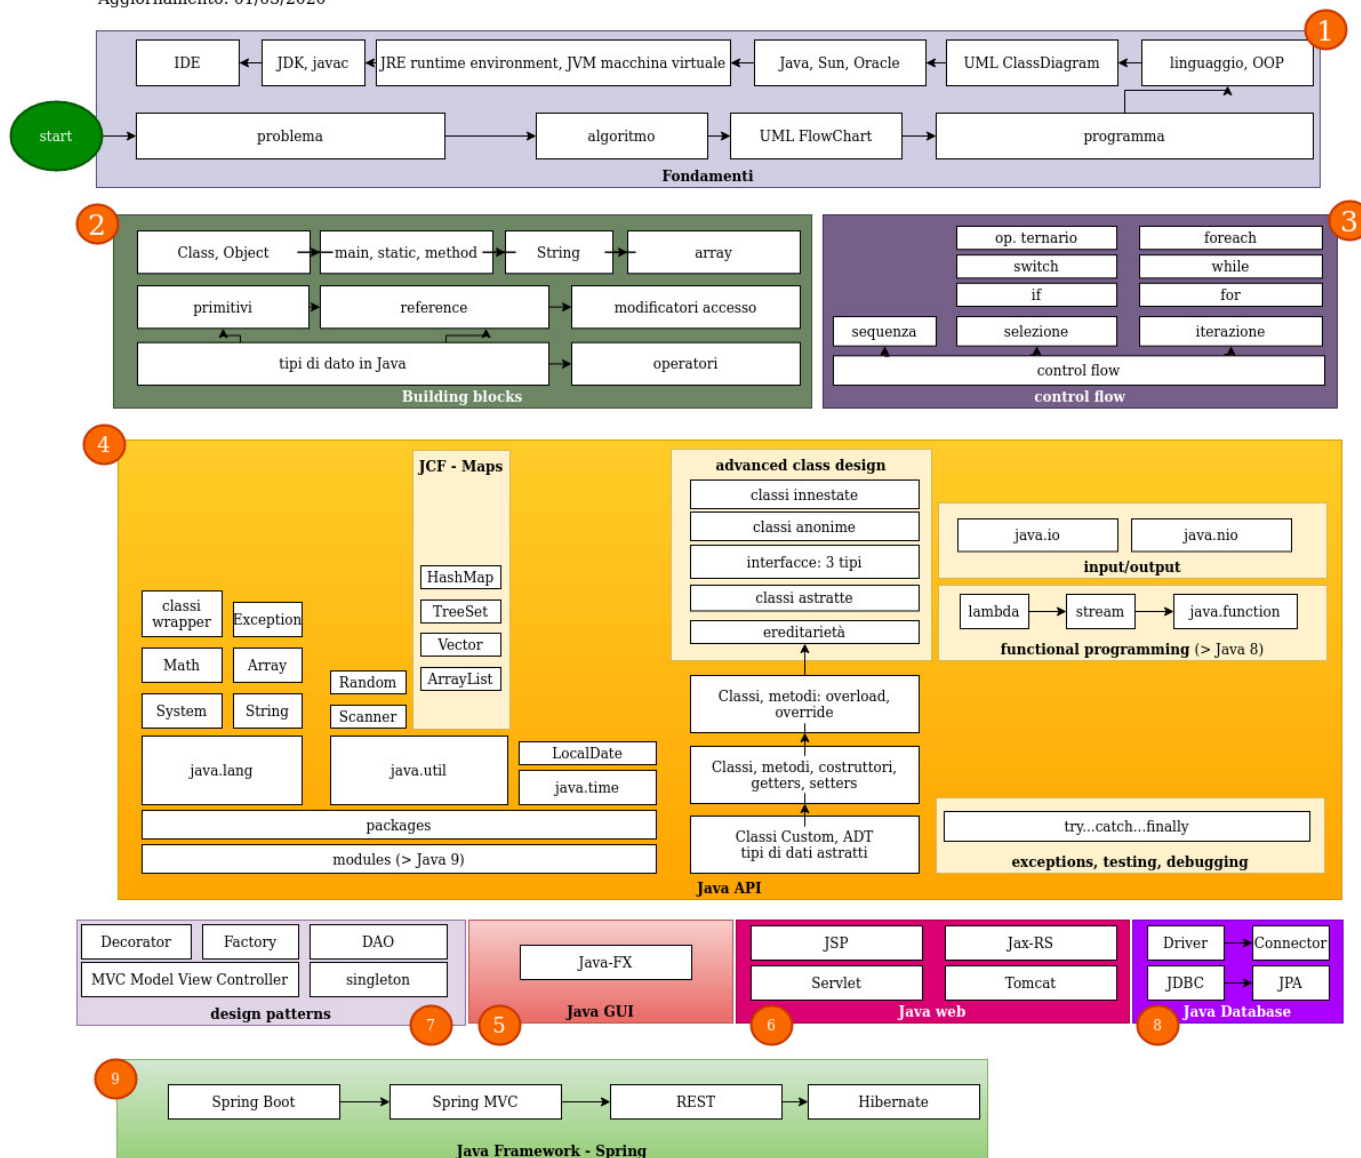 Aggiornamento: 01/03/2020
1
IDE
JDK, javac
JRE runtime environment, JVM macchina virtuale
Java, Sun, Oracle
UML ClassDiagram
linguaggio, OOP
start
problema
algoritmo
UML FlowChart
programma
Fondamenti
2
Class, Object
main, static, method
String
array
primitivi
reference
modificatori accesso
tipi di dato in Java
operatori
Building blocks
3
op. ternario
foreach
switch
while
if
for
sequenza
selezione
iterazione
control flow
control flow
4
JCF - Maps
HashMap
TreeSet
Vector
ArrayList
classi
wrapper
Exception
Math
Array
System
String
Random
Scanner
java.lang
java.util
LocalDate
java.time
packages
modules (> Java 9)
advanced class design
classi innestate
classi anonime
interfacce: 3 tipi
classi astratte
ereditarietà
Classi, metodi: overload,
override
Classi, metodi, costruttori,
getters, setters
Classi Custom, ADT
tipi di dati astratti
java.io
java.nio
input/output
lambda
stream
java.function
functional programming (> Java 8)
try...catch...finally
exceptions, testing, debugging
Java API
Decorator
Factory
DAO
MVC Model View Controller
singleton
design patterns
7
Java-FX
Java GUI
5
JSP
Jax-RS
Servlet
Tomcat
Java web
6
Driver
Connector
JDBC
JPA
Java Database
8
9
Spring Boot
Spring MVC
REST
Hibernate
Java Framework - Spring